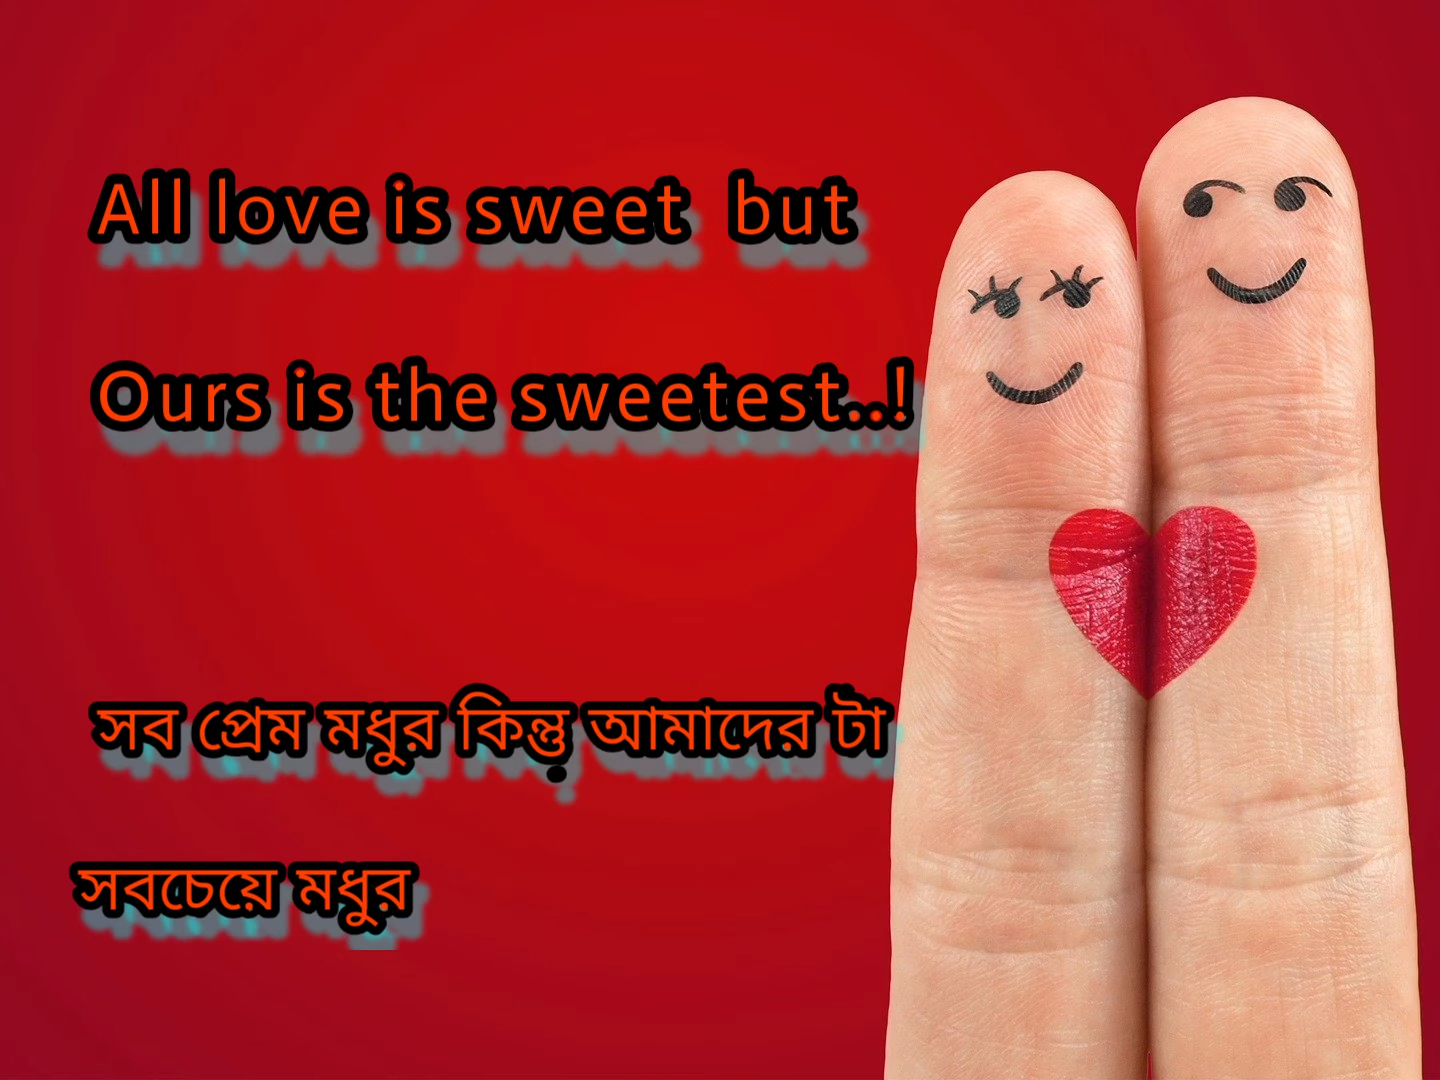 All love is sweet but
Ours is the sweetest..!
সব প্রেম মধুর কিন্তু আমাদের টা
সবচেয়ে মধুর